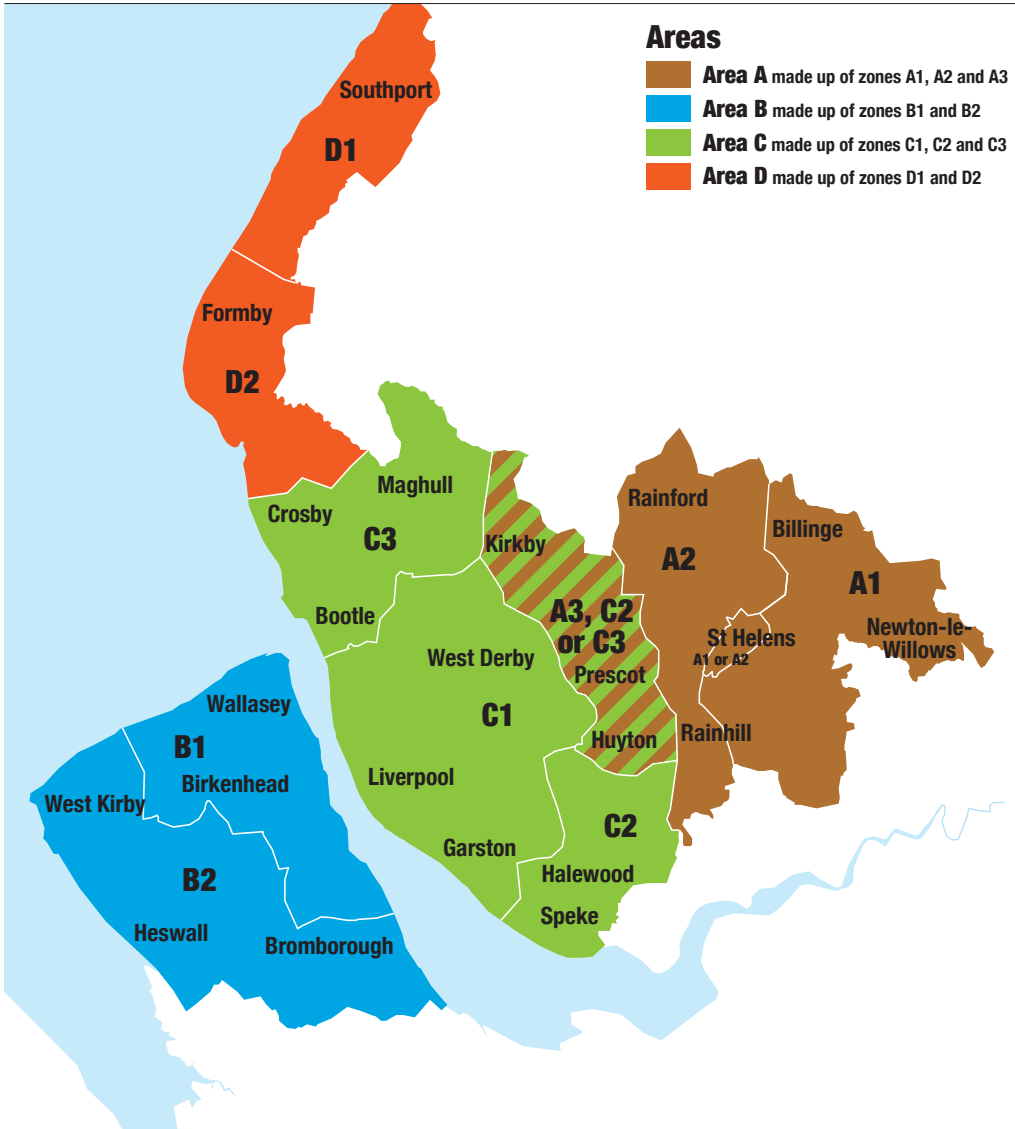 Areas
Area A made up of zones A1, A2 and A3
Area B made up of zones B1 and B2
Area C made up of zones C1, C2 and C3
Area D made up of zones D1 and D2
Southport
D1
Formby
D2
Maghull
Crosby
C3
Bootle
Kirkby
A3, C2
or C3
Prescot
Huyton
Rainford
A2
Billinge
A1
Newton-le-
Willows
St Helens
A1 or A2
Rainhill
West Derby
C1
Liverpool
Garston
C2
Halewood
Speke
Wallasey
B1
Birkenhead
West Kirby
B2
Heswall
Bromborough